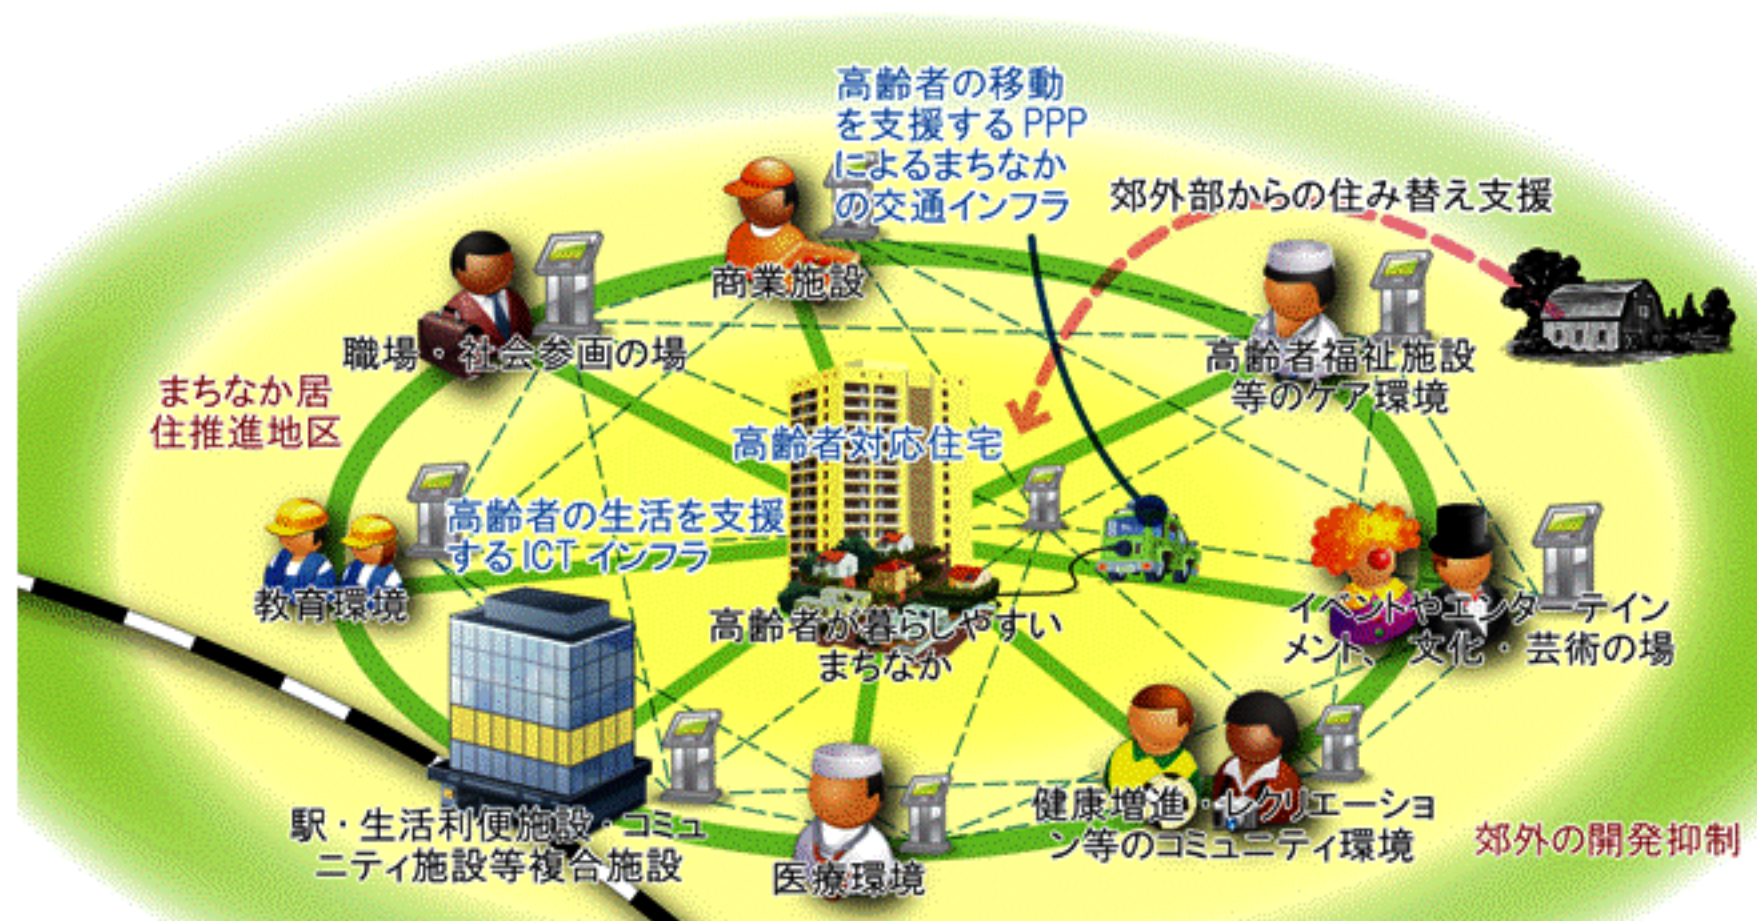 高齢者の移動
を支援するPPP
によるまちなか
の交通インフラ
郊外部からの住み替え支援
商業施設
職場・社会参画の場
高齢者福祉施設
等のケア環境
まちなか居
住推進地区
高齢者対応住宅
高齢者の生活を支援
するICTインフラ
教育環境
高齢者が暮らしやすい
まちなか
イベントやエンターテイン
メント、文化・芸術の場
駅・生活利便施設・コミュ
ニティ施設等複合施設
医療環境
健康増進・レクリエーショ
ン等のコミュニティ環境
郊外の開発抑制